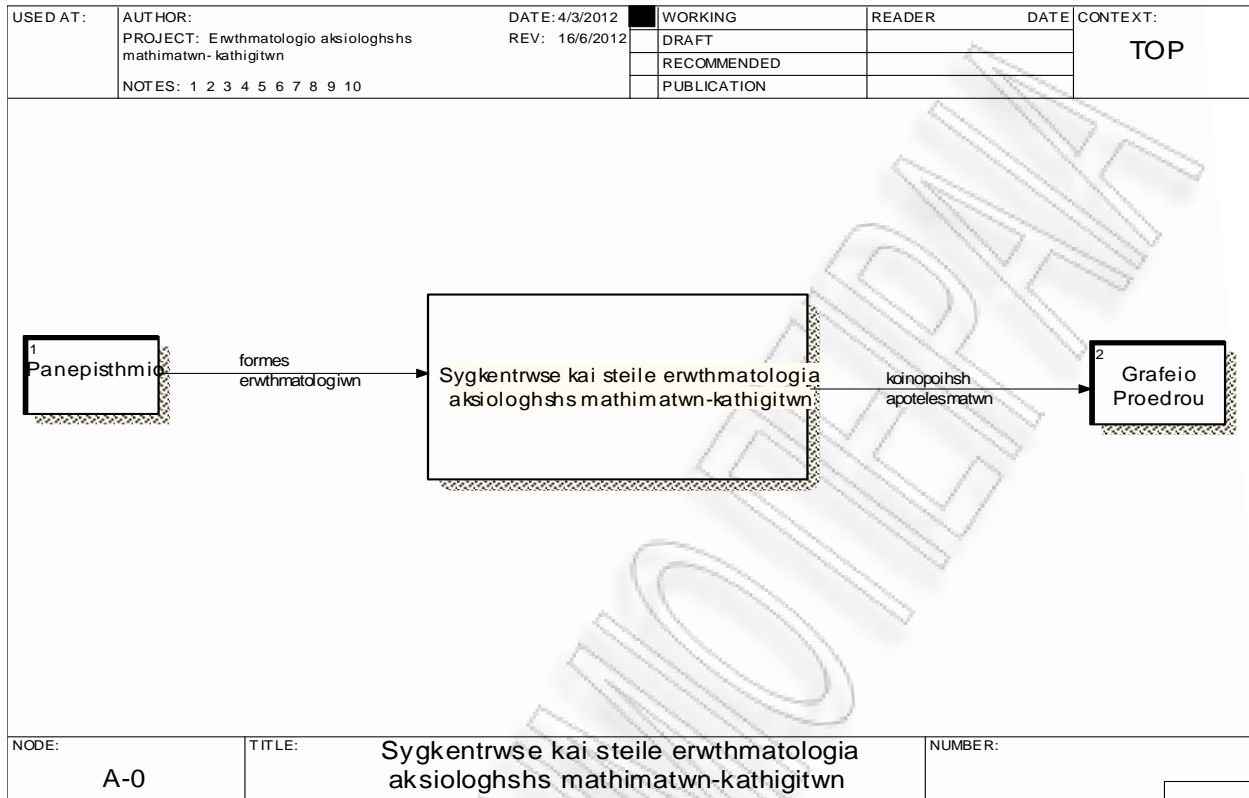 USED AT:
AUTHOR:
DATE: 4/3/2012
PROJECT: Erwthmatologio aksiologhshs
REV: 16/6/2012
mathimatwn- kathigitwn
NOTES: 1 2 3 4 5 6 7 8 9 10
WORKING
DRAFT
RECOMMENDED
PUBLICATION
READER
DATE
CONTEXT:
TOP
1
Panepisthmio
formes
erwthmatologiwn
Sygkentrwse kai steile erwthmatologia
aksiologhshs mathimatwn-kathigitwn
koinopoihsh
apotelesmatwn
2
Grafeio
Proedrou
NODE:
A-0
TITLE:
Sygkentrwse kai steile erwthmatologia
aksiologhshs mathimatwn-kathigitwn
NUMBER: